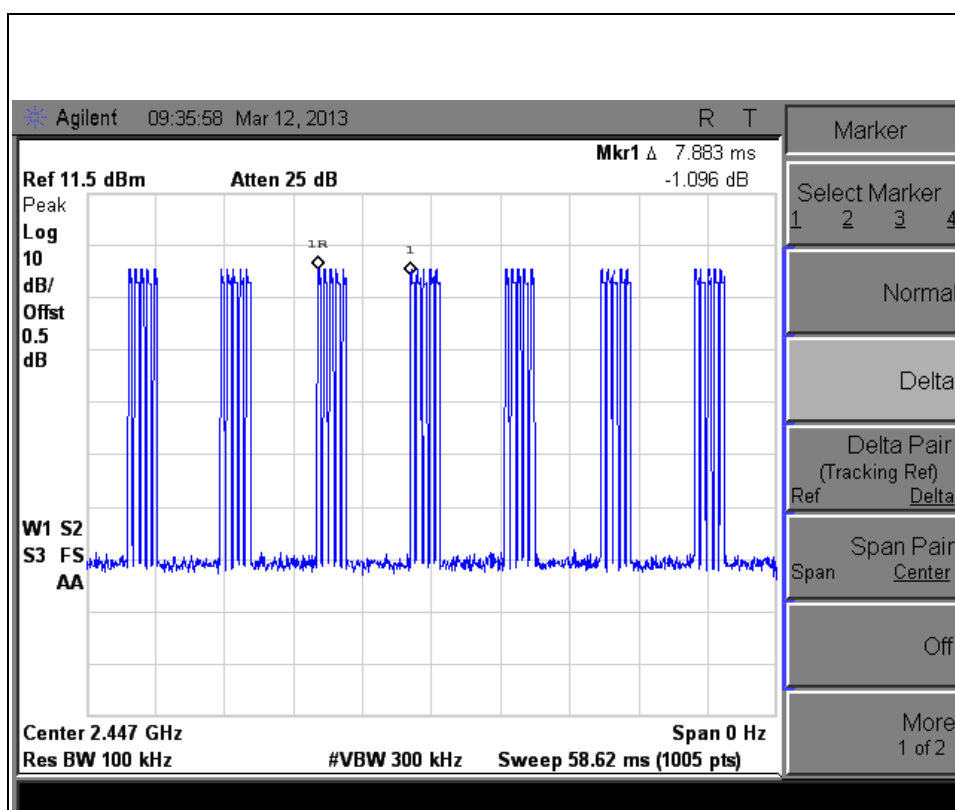 Agilent 09:35:58 Mar 12, 2013 R T
Mkr1 Δ 7.883 ms
Ref 11.5 dBm Atten 25 dB -1.096 dB
Peak
Log
10
dB/
Offst
0.5
dB
1R
1
W1 S2
S3 FS
AA
Center 2.447 GHz Span 0 Hz
Res BW 100 kHz #VBW 300 kHz Sweep 58.62 ms (1005 pts)
Marker
Select Marker
1 2 3 4
Normal
Delta
Delta Pair
(Tracking Ref)
Ref Delta
Span Pair
Span Center
Off
More
1 of 2